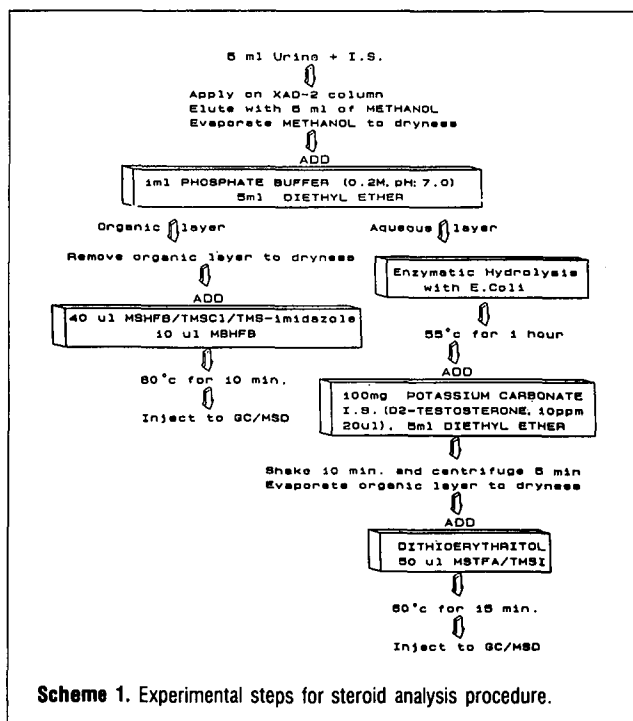 5 ml Urine + I.S.
Apply on XAD-2 column
Elute with 5 ml of METHANOL
Evaporate METHANOL to dryness
ADD
1ml PHOSPHATE BUFFER (0.2M, pH: 7.0)
5ml DIETHYL ETHER
Organic layer
Remove organic layer to dryness
ADD
40 ul MSHFB/TMSCl/TMS-imidazole
10 ul MBHFB
80°c for 10 min.
Inject to GC/MSD
Aqueous layer
Enzymatic Hydrolysis
with E.Coli
55°c for 1 hour
ADD
100mg POTASSIUM CARBONATE
I.S. (D2-TESTOSTERONE, 10ppm
20ul), 5ml DIETHYL ETHER
Shake 10 min. and centrifuge 5 min
Evaporate organic layer to dryness
ADD
DITHIOERYTHRITOL
50 ul MSTFA/TMSI
60°c for 15 min.
Inject to GC/MSD
Scheme 1. Experimental steps for steroid analysis procedure.